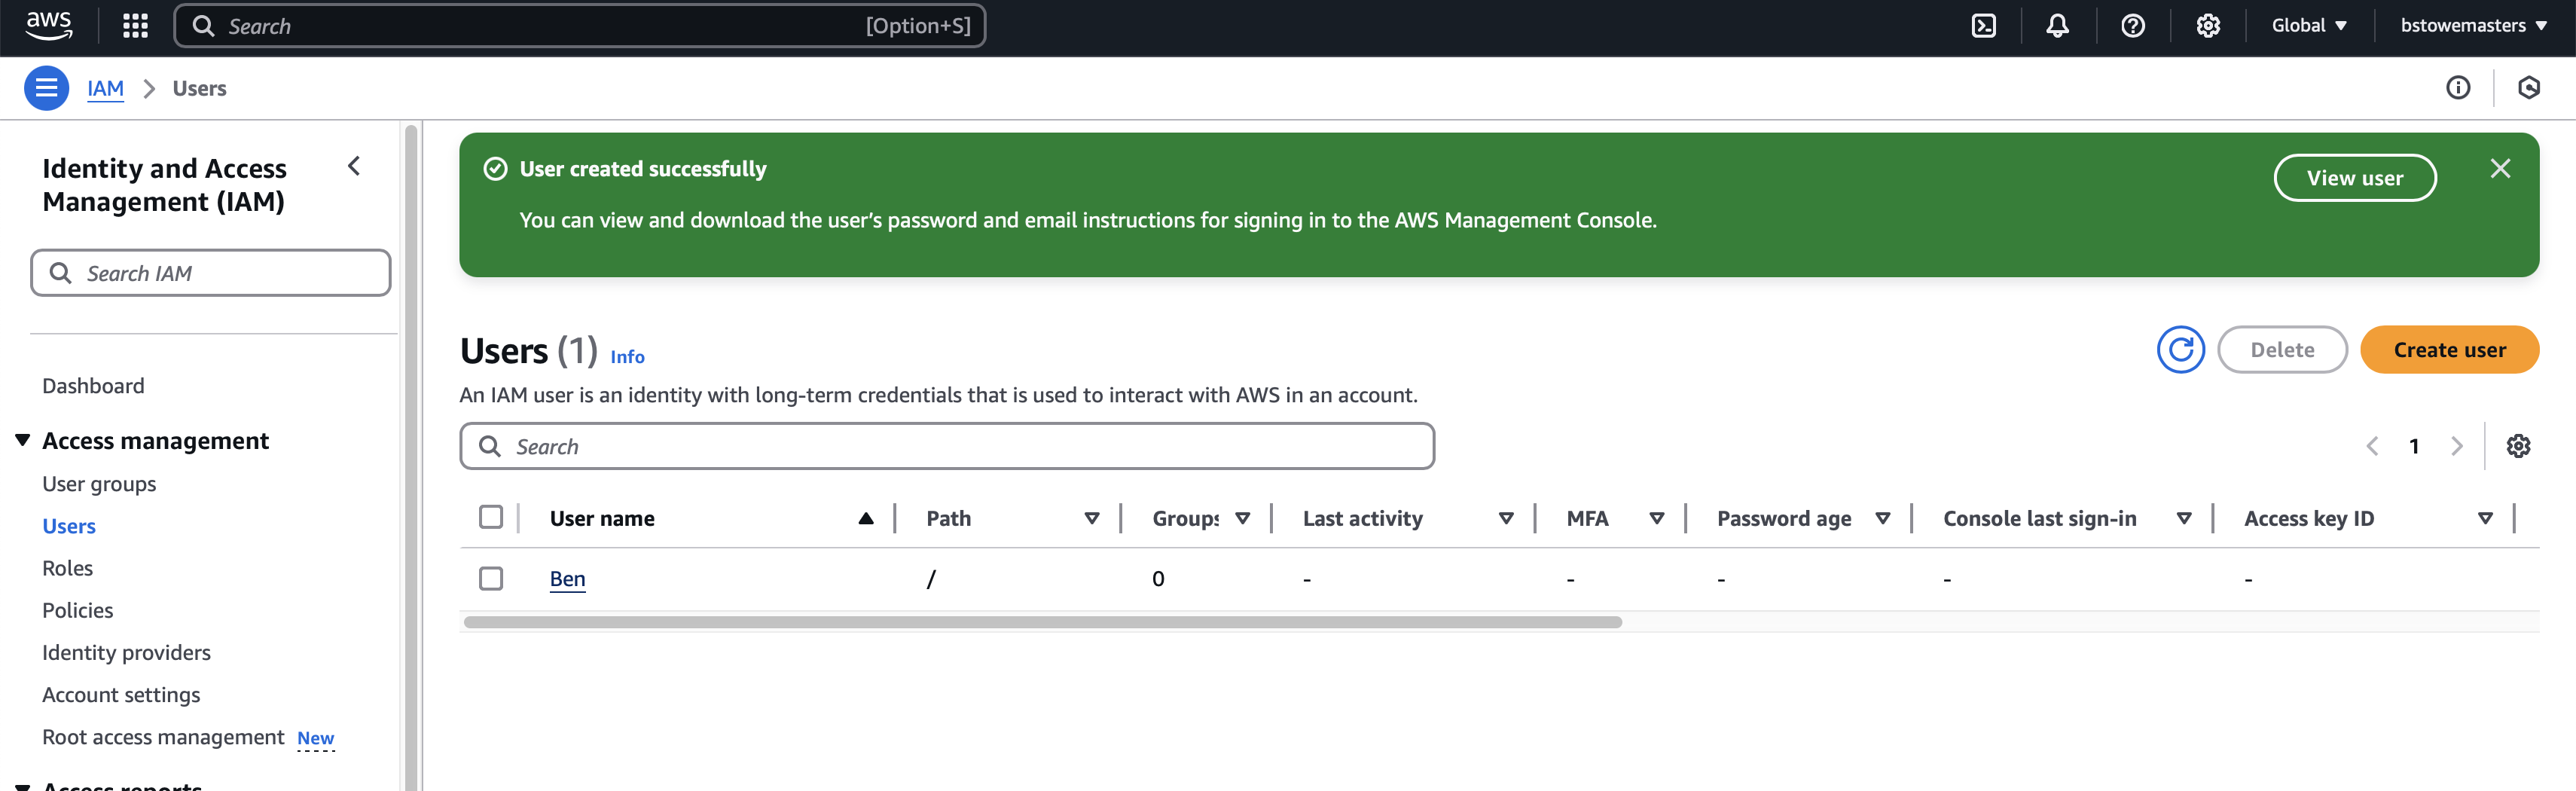 aws
Search [Option+S]
Global
bstowemasters
IAM > Users
Identity and Access
Management (IAM)
Search IAM
Dashboard
Access management
User groups
Users
Roles
Policies
Identity providers
Account settings
Root access management New
Access reports
User created successfully
You can view and download the user's password and email instructions for signing in to the AWS Management Console.
View user
Users (1) Info
Delete
Create user
An IAM user is an identity with long-term credentials that is used to interact with AWS in an account.
Search
1
User name Path Groups Last activity MFA Password age Console last sign-in Access key ID
Ben / 0 - - - - -